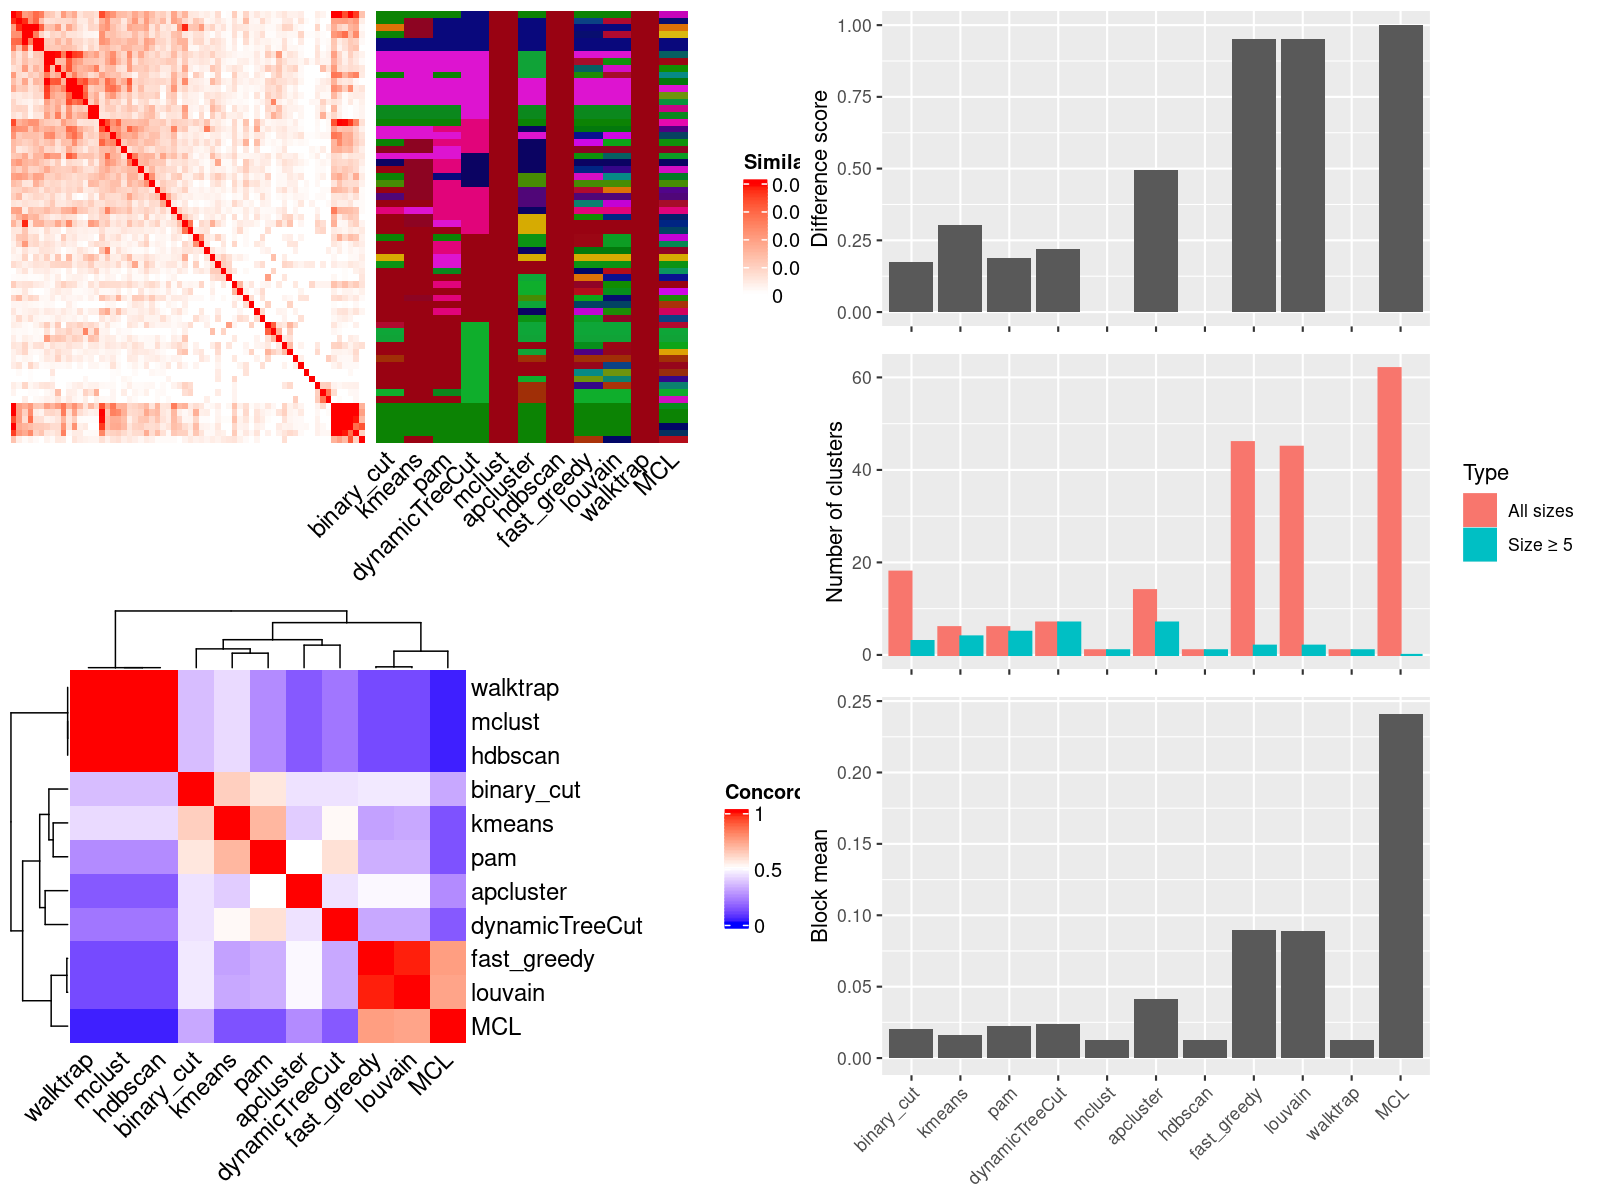 Simila
0.0
0.0
0.0
0.0
0
binary_cut
kmeans
pam
dynamicTreeCut
mclust
apcluster
hdbscan
fast_greedy
louvain
walktrap
MCL
walktrap
mclust
hdbscan
binary_cut
kmeans
pam
apcluster
dynamicTreeCut
fast_greedy
louvain
MCL
Concord
1
0.5
0
walktrap
mclust
hdbscan
binary_cut
kmeans
pam
apcluster
dynamicTreeCut
fast_greedy
louvain
MCL
Difference score
1.00
0.75
0.50
0.25
0.00
Number of clusters
60
40
20
0
Type
All sizes
Size ≥ 5
Block mean
0.25
0.20
0.15
0.10
0.05
0.00
binary_cut
kmeans
pam
dynamicTreeCut
mclust
apcluster
hdbscan
fast_greedy
louvain
walktrap
MCL